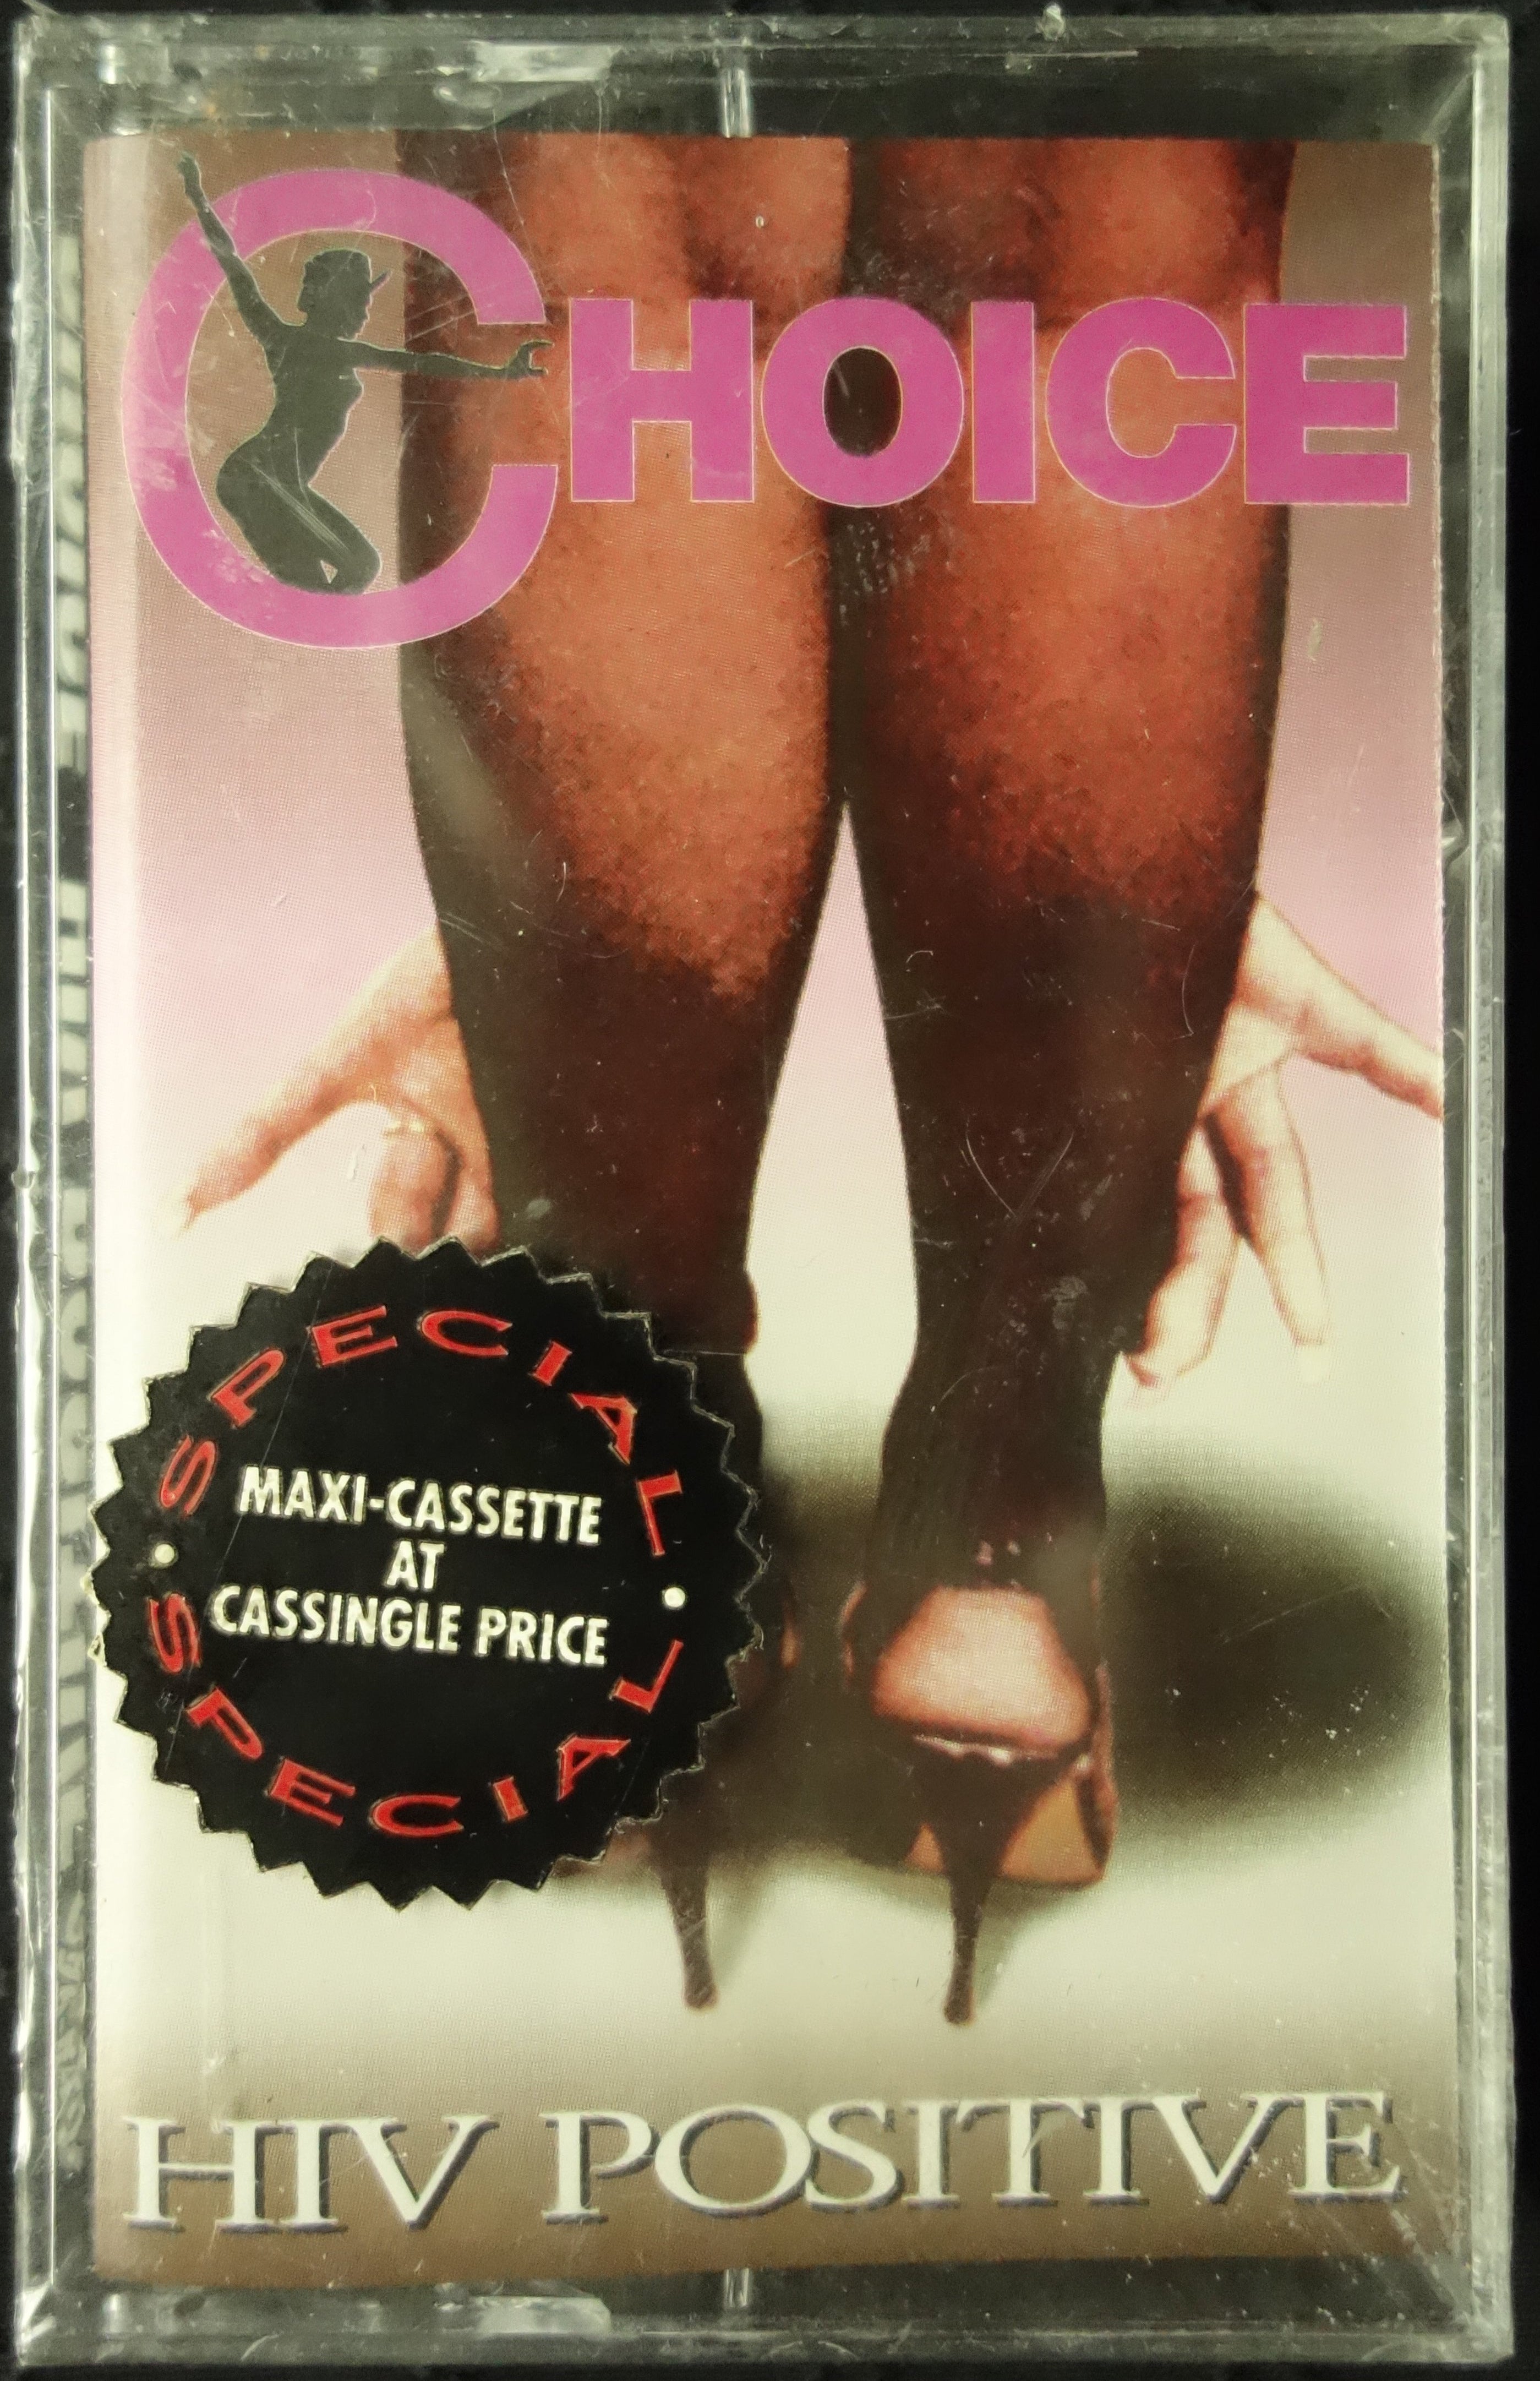 CHOICE
SPECIAL
MAXI-CASSETTE
AT
CASSINGLE PRICE
SPECIAL
HIV POSITIVE